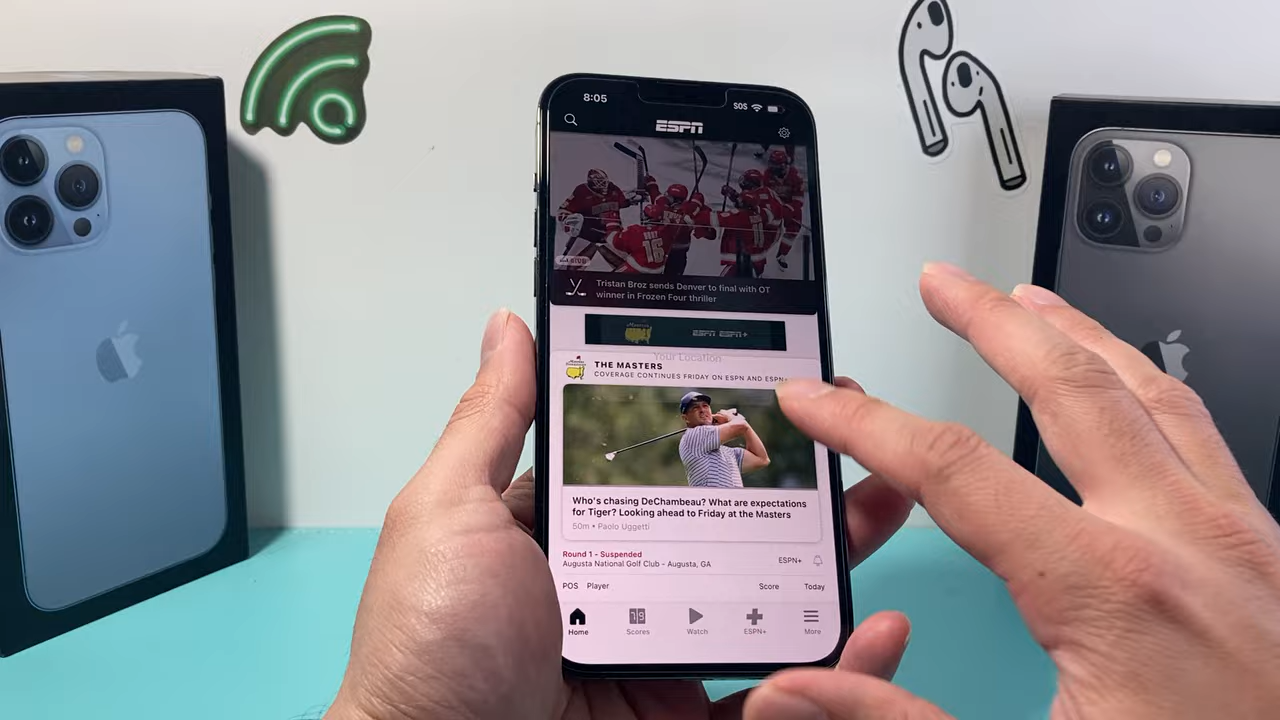 8:05
SOS
ESPN
Tristan Broz sends Denver to final with OT
winner in Frozen Four thriller
Masters
ESPN ESPN+
Your Location
THE MASTERS
COVERAGE CONTINUES FRIDAY ON ESPN AND ESPN+
Who's chasing DeChambeau? What are expectations
for Tiger? Looking ahead to Friday at the Masters
50m • Paolo Uggetti
Round 1 - Suspended
Augusta National Golf Club - Augusta, GA
ESPN+
POS Player Score Today
Home Scores Watch ESPN+ More